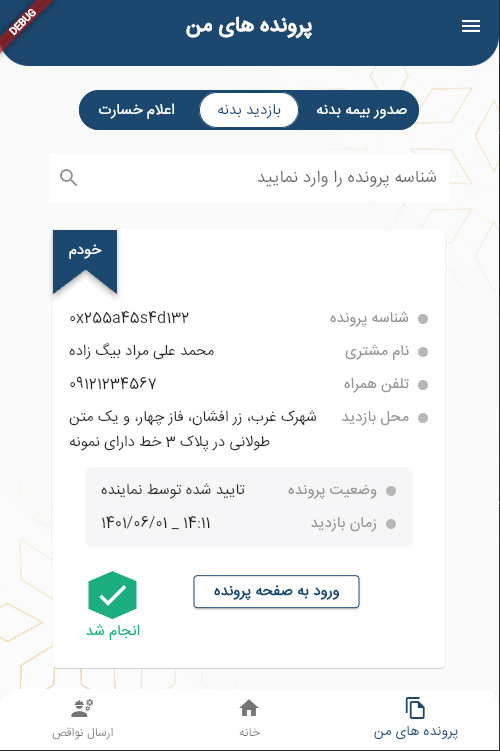 DEBUG
پرونده های من
صدور بیمه بدنه
بازدید بدنه
اعلام خسارت
شناسه پرونده را وارد نمایید
خودم
شناسه پرونده
۰x۲۵۵a۴۵s۴d۱۳۲
نام مشتری
محمد علی مراد بیگ زاده
تلفن همراه
۰۹۱۲۱۲۳۴۵۶۷
محل بازدید
شهرک غرب، زر افشان، فاز چهار، و یک متن
طولانی در پلاک ۳ خط دارای نمونه
وضعیت پرونده
تایید شده توسط نماینده
زمان بازدید
۱۴۰۱/۰۶/۰۱ _ ۱۴:۱۱
ورود به صفحه پرونده
انجام شد
پرونده های من
خانه
ارسال نواقص